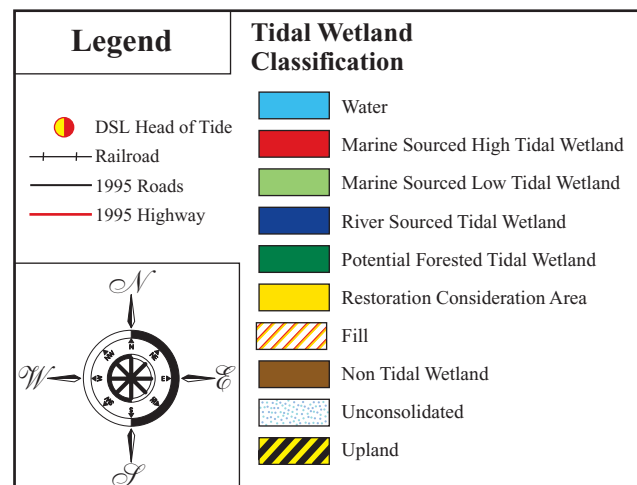 Legend
DSL Head of Tide
Railroad
1995 Roads
1995 Highway
Tidal Wetland
Classification
Water
Marine Sourced High Tidal Wetland
Marine Sourced Low Tidal Wetland
River Sourced Tidal Wetland
Potential Forested Tidal Wetland
Restoration Consideration Area
Fill
Non Tidal Wetland
Unconsolidated
Upland
N
W
E
S
N
NW
NE
W
E
S